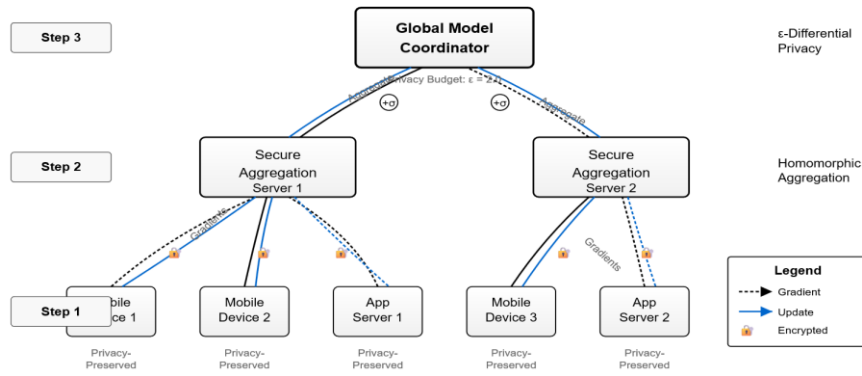 Step 3
Global Model
Coordinator
ε-Differential
Privacy
Aggregate
Privacy Budget: ε = 2.0
+σ
+σ
Aggregate
Step 2
Secure
Aggregation
Server 1
Secure
Aggregation
Server 2
Homomorphic
Aggregation
Gradients
Gradients
Step 1
Mobile
Device 1
Mobile
Device 2
App
Server 1
Mobile
Device 3
App
Server 2
Privacy-
Preserved
Privacy-
Preserved
Privacy-
Preserved
Privacy-
Preserved
Privacy-
Preserved
Legend
Gradient
Update
Encrypted